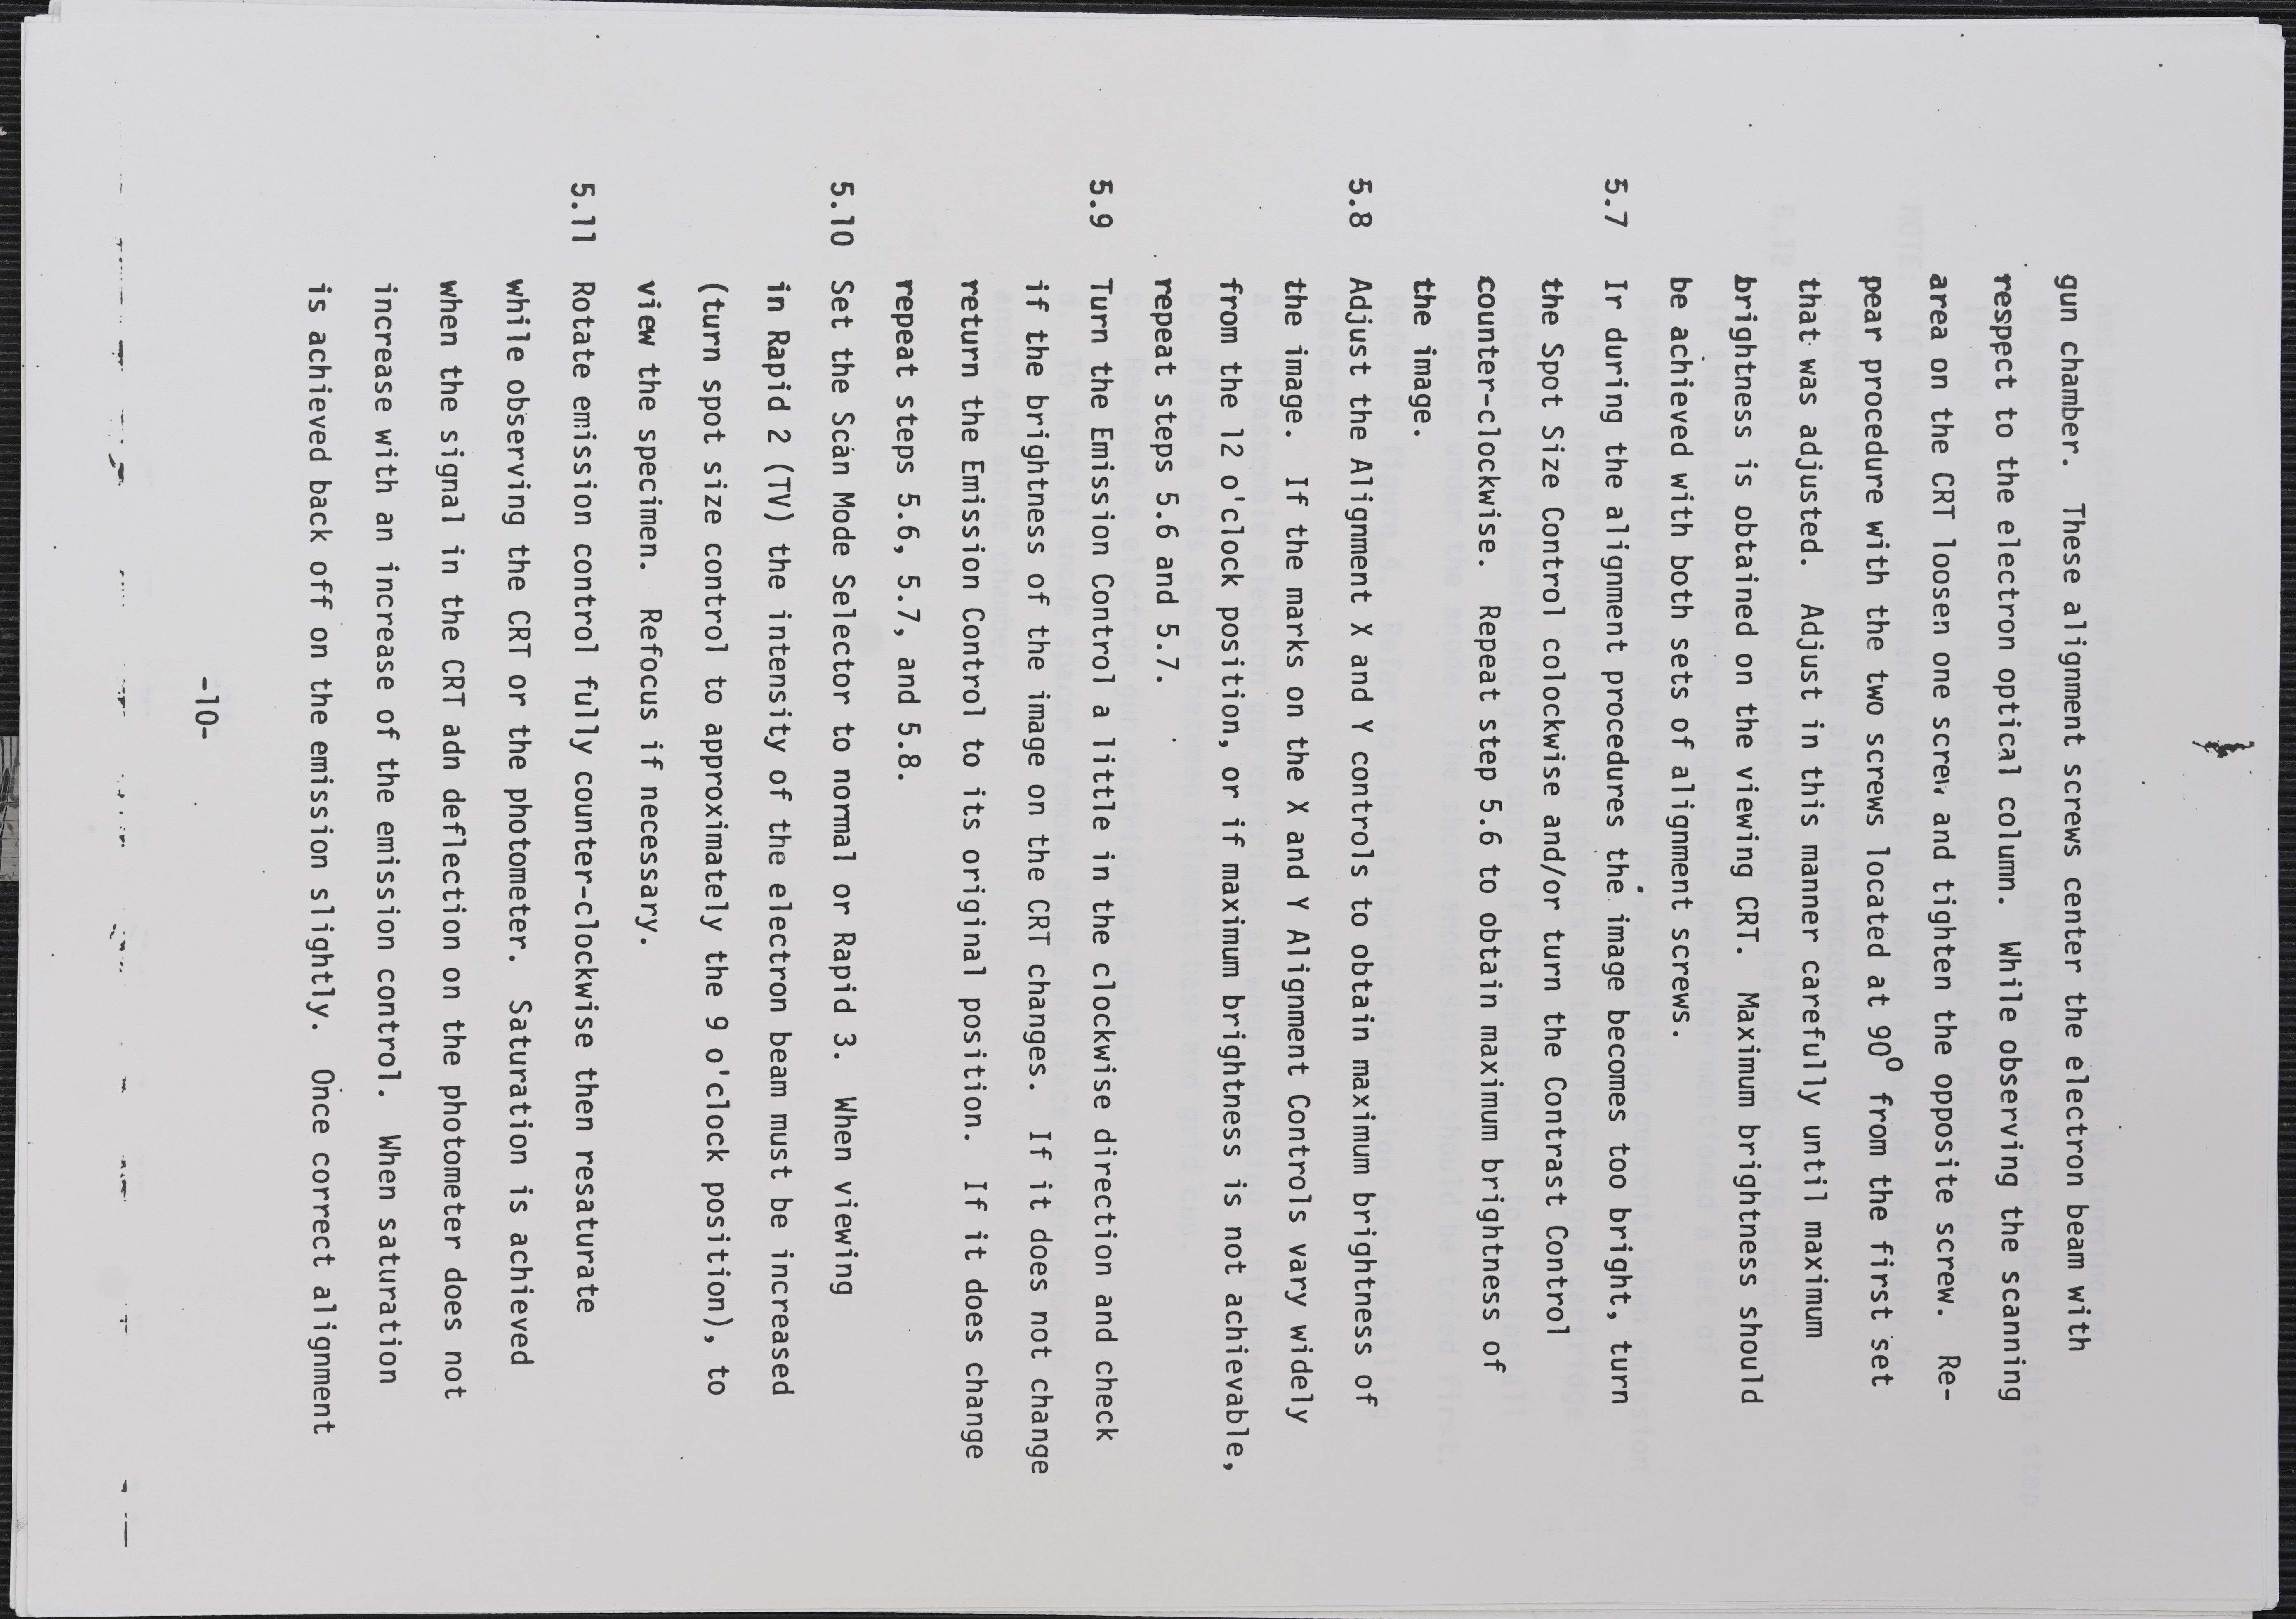 gun chamber. These alignment screws center the electron beam with
respect to the electron optical column. While observing the scanning
area on the CRT loosen one screw and tighten the opposite screw. Re-
pear procedure with the two screws located at 90° from the first set
that was adjusted. Adjust in this manner carefully until maximum
brightness is obtained on the viewing CRT. Maximum brightness should
be achieved with both sets of alignment screws.
5.7 Ir during the alignment procedures the image becomes too bright, turn
the Spot Size Control colockwise and/or turn the Contrast Control
counter-clockwise. Repeat step 5.6 to obtain maximum brightness of
the image.
5.8 Adjust the Alignment X and Y controls to obtain maximum brightness of
the image. If the marks on the X and Y Alignment Controls vary widely
from the 12 o'clock position, or if maximum brightness is not achievable,
repeat steps 5.6 and 5.7.
5.9 Turn the Emission Control a little in the clockwise direction and check
if the brightness of the image on the CRT changes. If it does not change
return the Emission Control to its original position. If it does change
repeat steps 5.6, 5.7, and 5.8.
5.10 Set the Scan Mode Selector to normal or Rapid 3. When viewing
in Rapid 2 (TV) the intensity of the electron beam must be increased
(turn spot size control to approximately the 9 o'clock position), to
view the specimen. Refocus if necessary.
5.11 Rotate emission control fully counter-clockwise then resaturate
while observing the CRT or the photometer. Saturation is achieved
when the signal in the CRT adn deflection on the photometer does not
increase with an increase of the emission control. When saturation
is achieved back off on the emission slightly. Once correct alignment
-10-